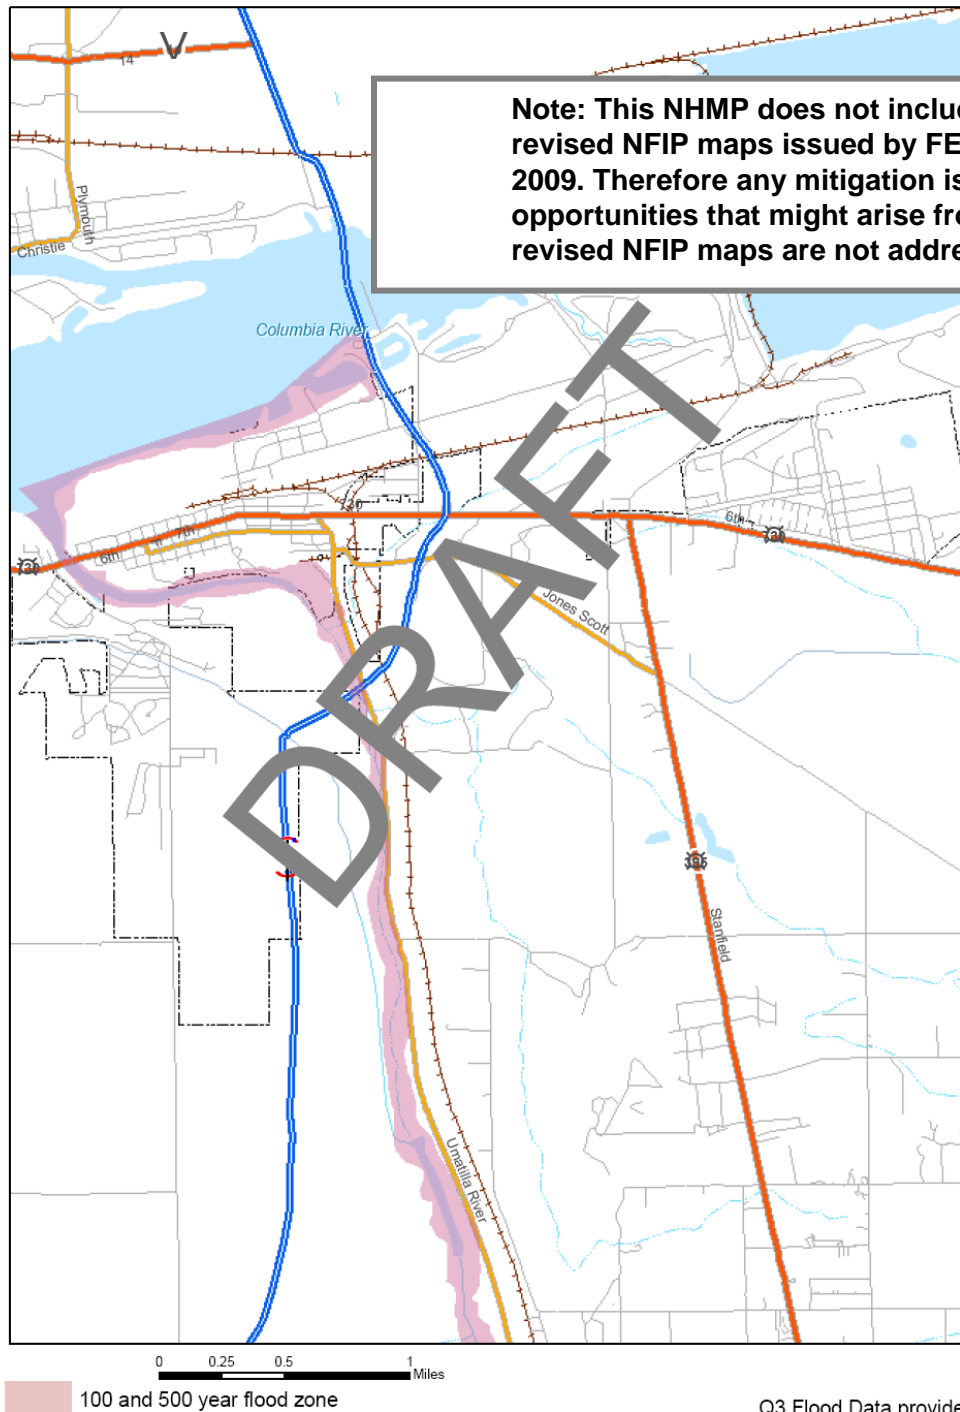 V
14
Note: This NHMP does not inclu
revised NFIP maps issued by FE
2009. Therefore any mitigation is
opportunities that might arise fro
revised NFIP maps are not addre
Plymouth
Christie
Columbia River
DRAFT
730
7th
6th
6th
Jones Scott
395
Stanfield
Umatilla River
0 0.25 0.5 1
Miles
100 and 500 year flood zone
Q3 Flood Data provide